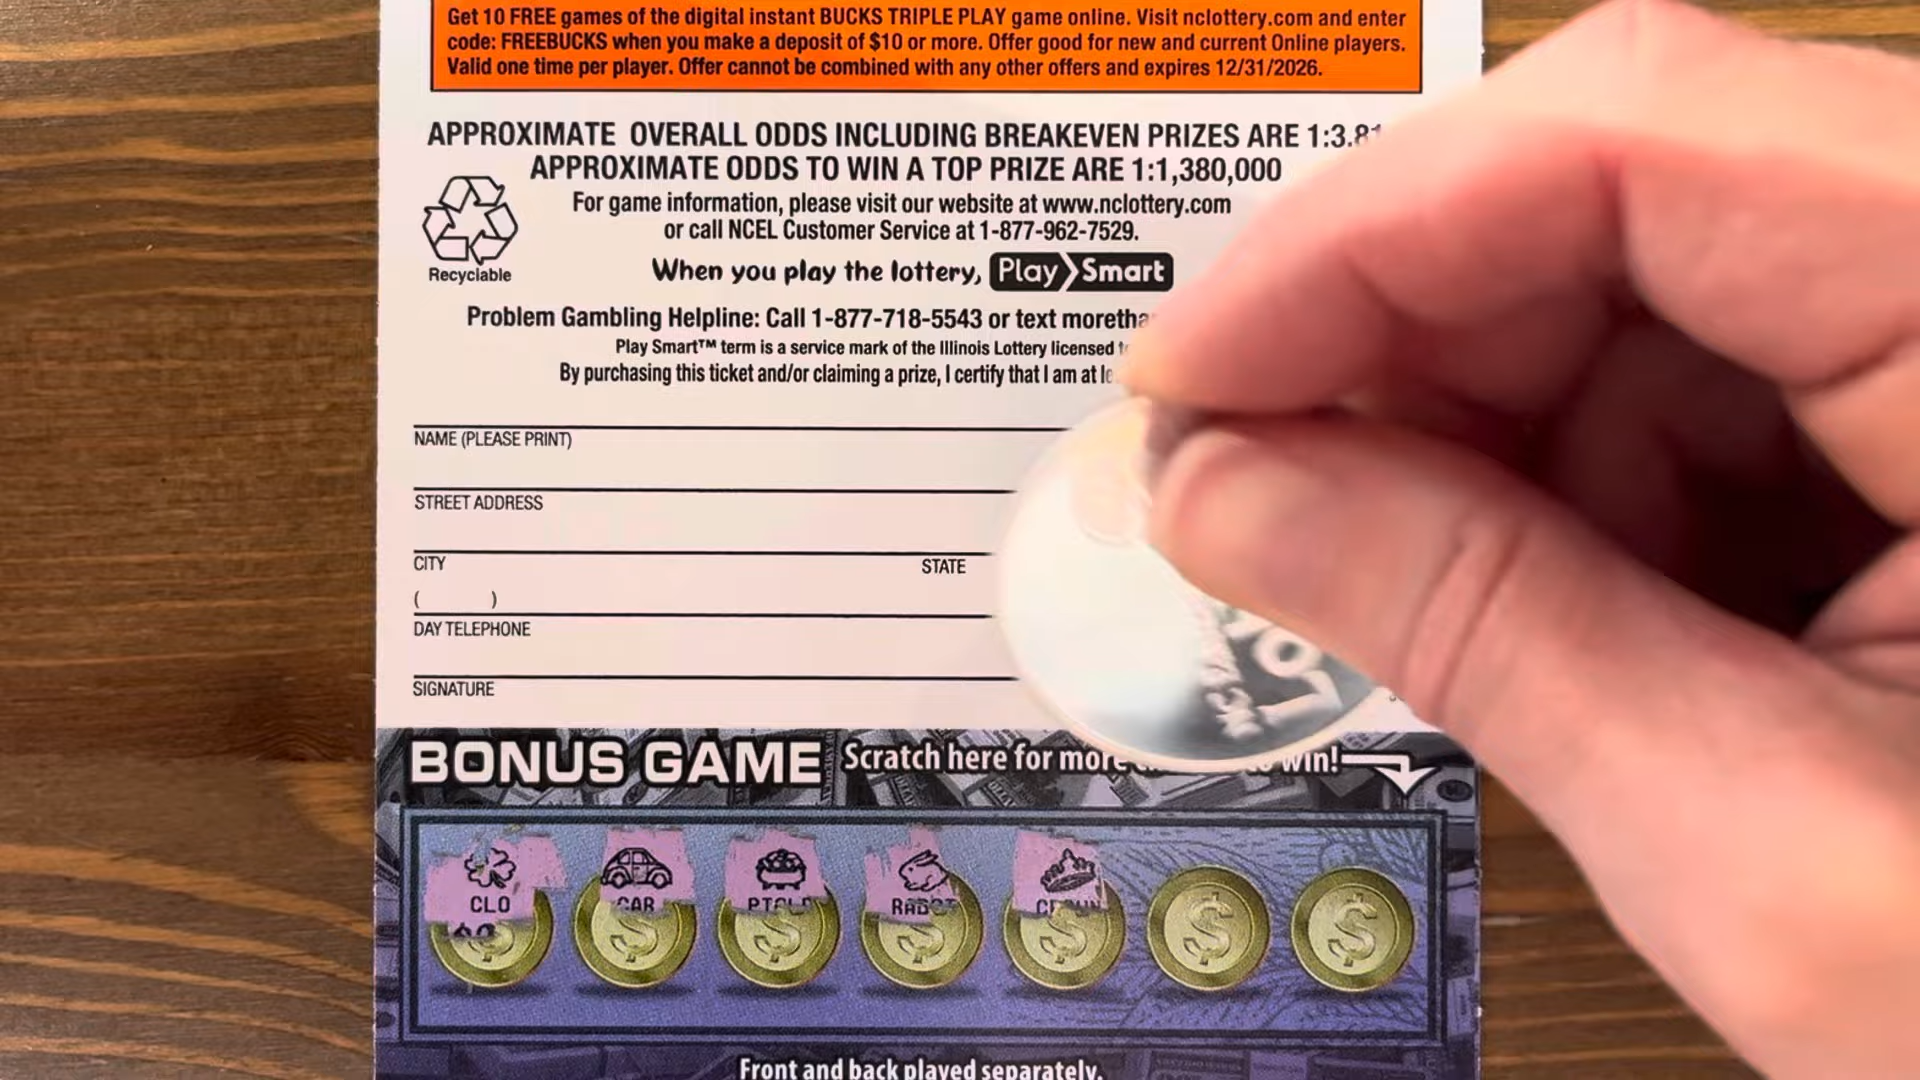 Get 10 FREE games of the digital instant BUCKS TRIPLE PLAY game online. Visit nclottery.com and enter
code: FREEBUCKS when you make a deposit of $10 or more. Offer good for new and current Online players.
Valid one time per player. Offer cannot be combined with any other offers and expires 12/31/2026.
APPROXIMATE OVERALL ODDS INCLUDING BREAKEVEN PRIZES ARE
APPROXIMATE ODDS TO WIN A TOP PRIZE ARE 1:1,380,000
For game information, please visit our website at www.nclottery.com
or call NCEL Customer Service at 1-877-962-7529.
Recyclable
When you play the lottery, Play Smart
Problem Gambling Helpline: Call 1-877-718-5543 or text
Play Smart™ term is a service mark of the Illinois Lottery licensed
By purchasing this ticket and/or claiming a prize, I certify that I am at
NAME (PLEASE PRINT)
STREET ADDRESS
CITY STATE
( )
DAY TELEPHONE
SIGNATURE
BONUS GAME Scratch here for more win!
CLO CAR
Front and back played separately.